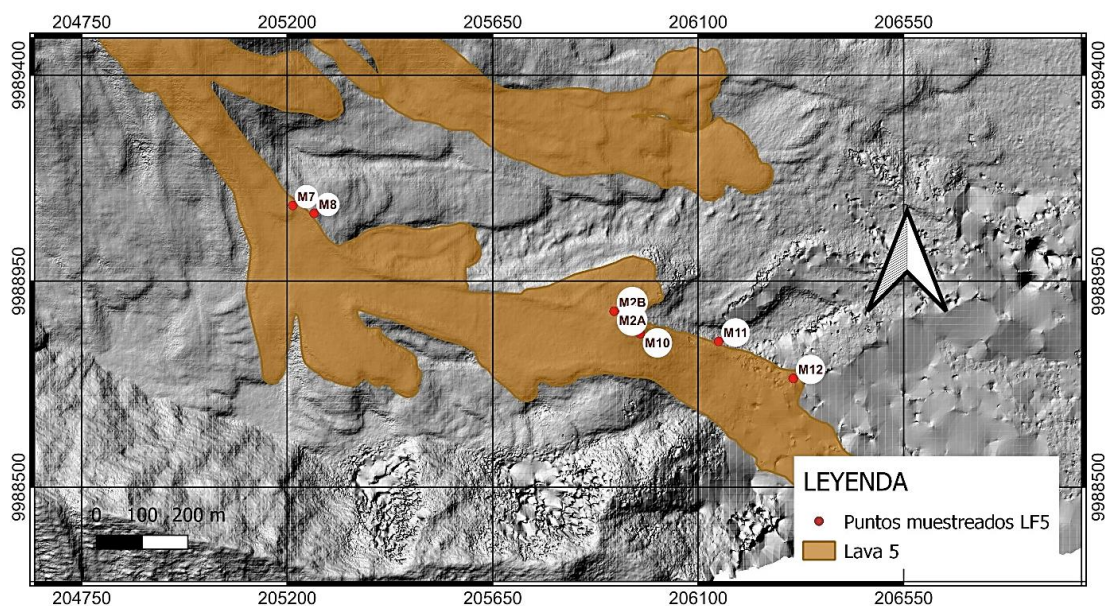 204750 205200 205650 206100 206550
9989400 9989400
M7
M8
9988950 9988950
M2B
M2A
M11
M10
M12
9988500 9988500
LEYENDA
0 100 200 m
Puntos muestreados LF5
Lava 5
204750 205200 205650 206100 206550